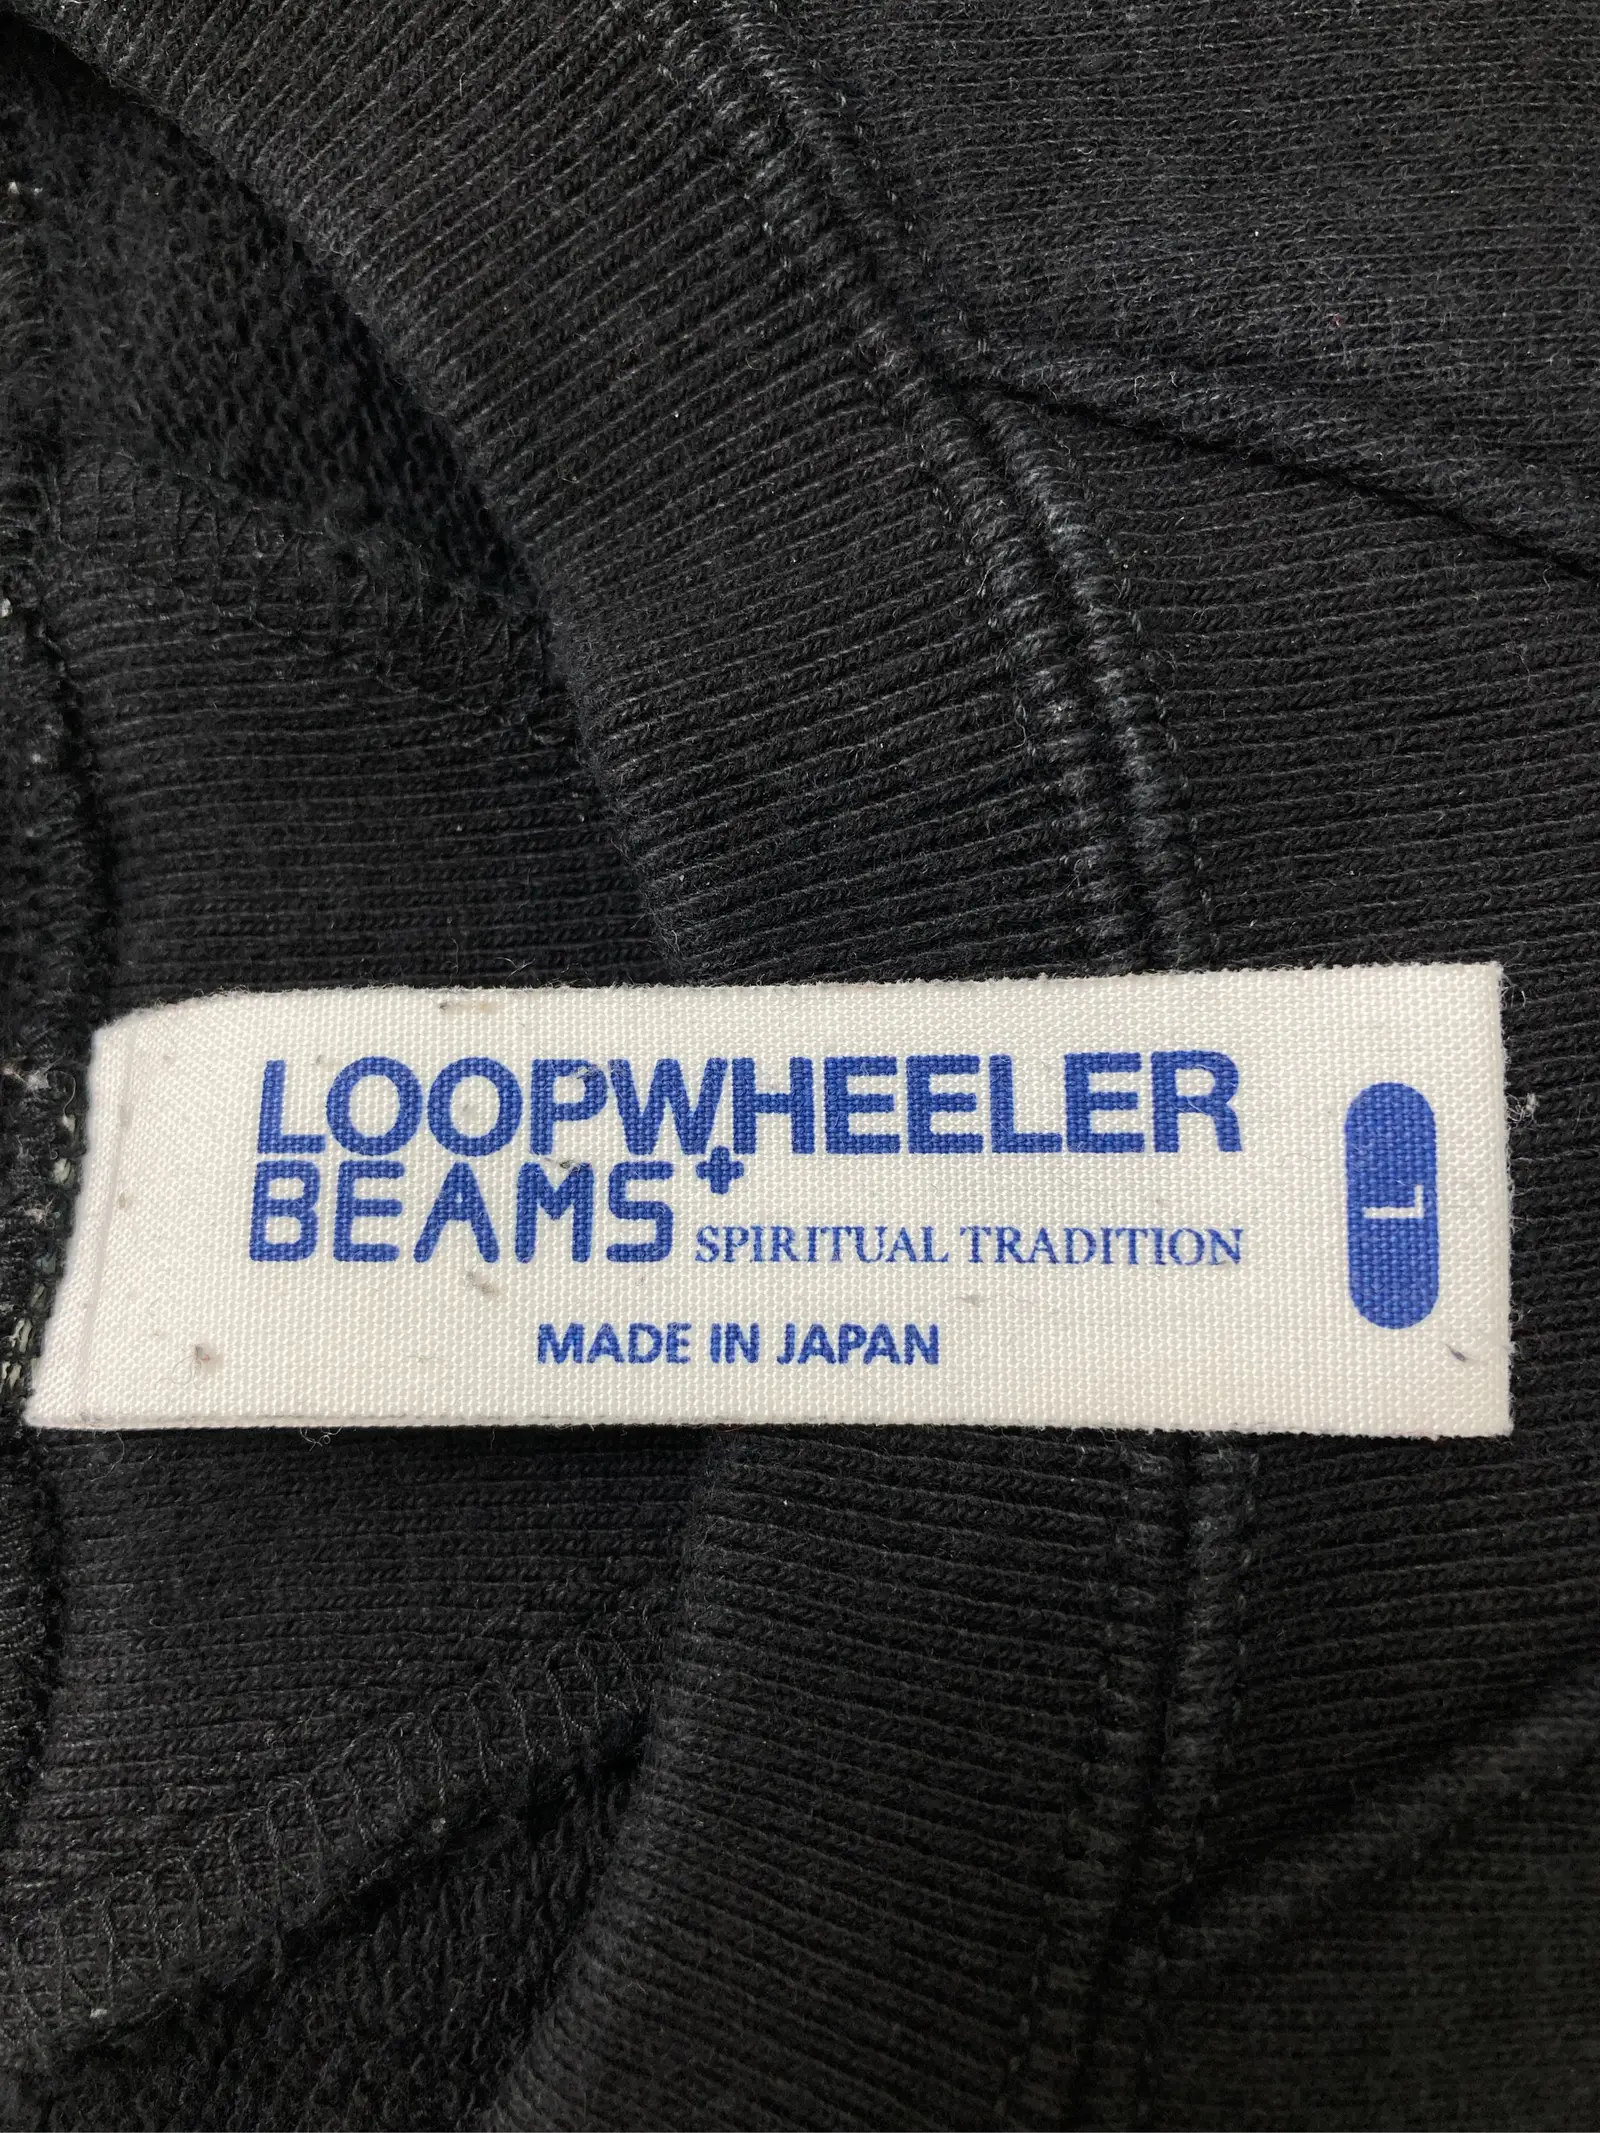 LOOPWHEELER
BEAMS+ SPIRITUAL TRADITION
MADE IN JAPAN
L